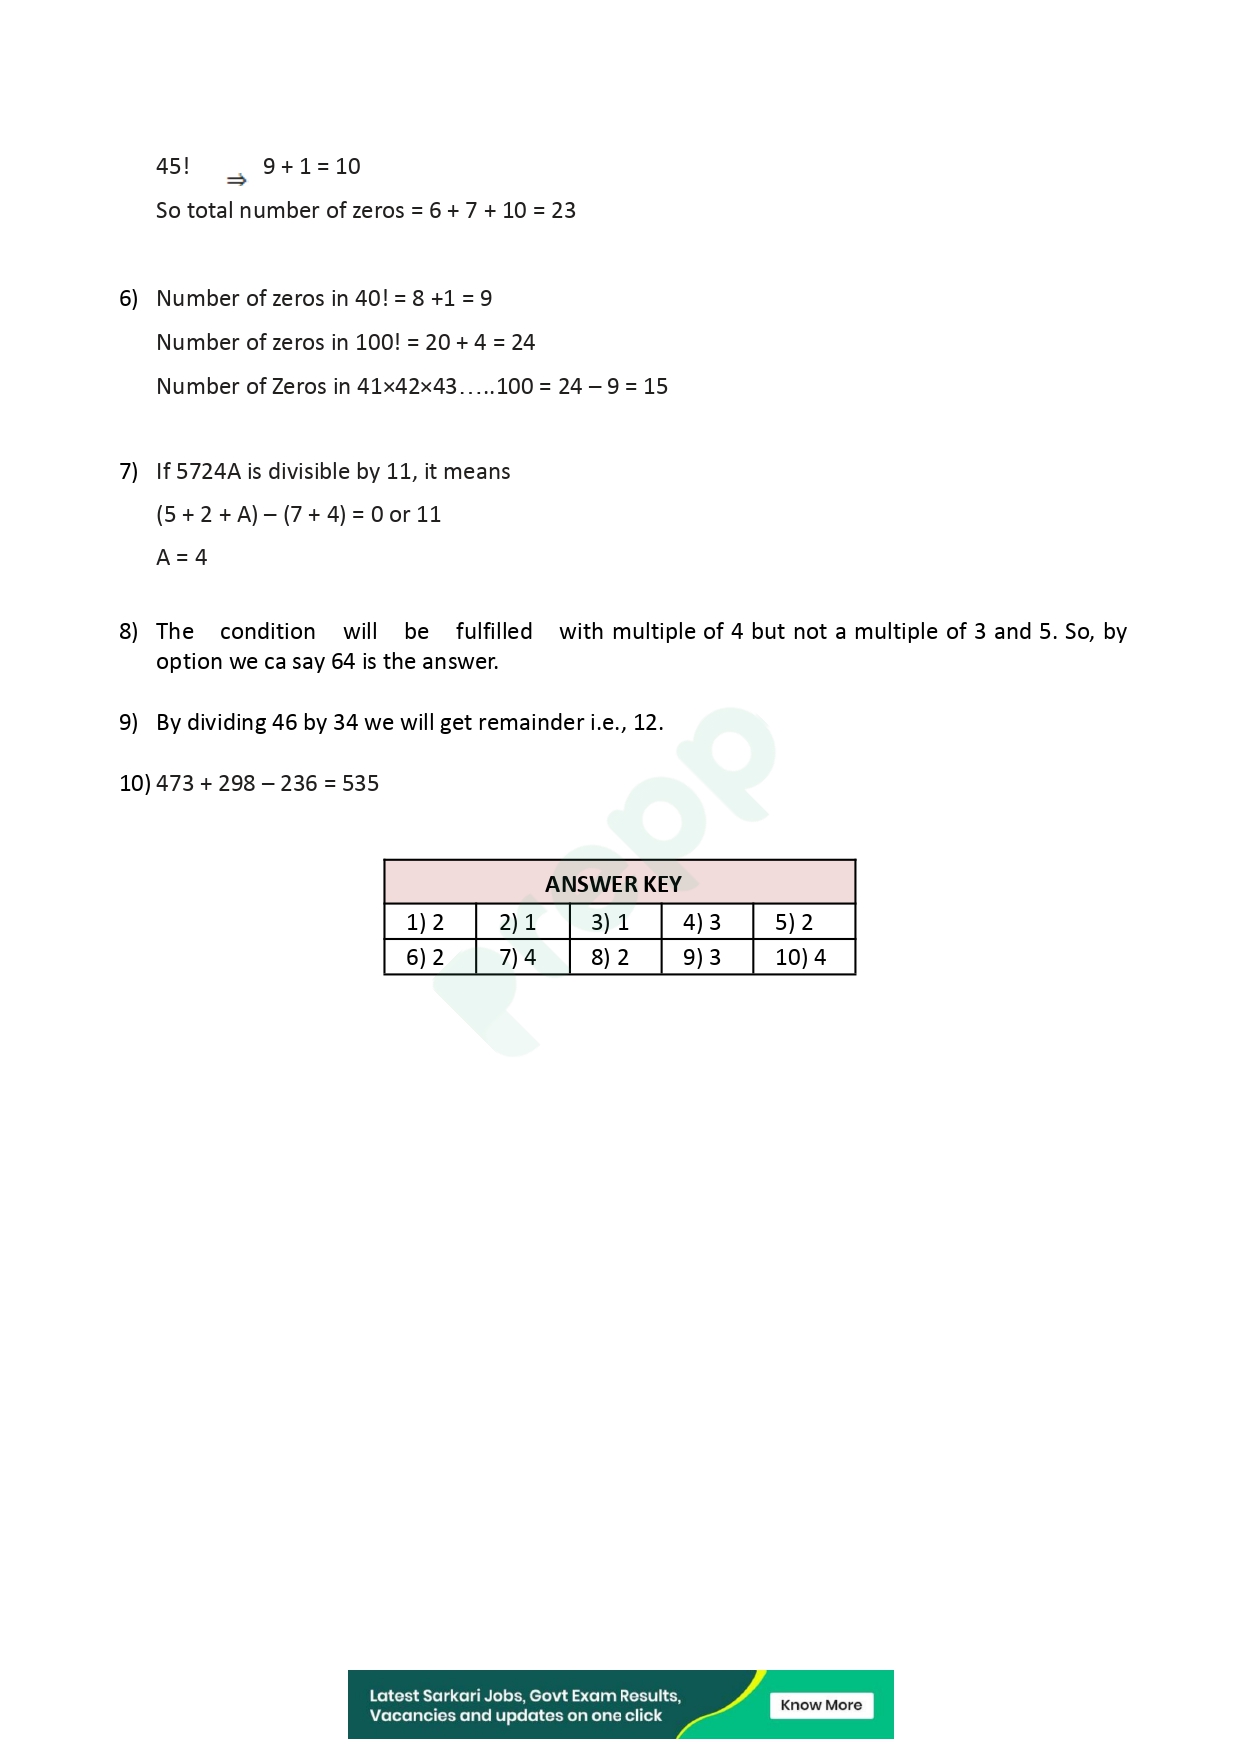 45! ⇒ 9 + 1 = 10
So total number of zeros = 6 + 7 + 10 = 23
6) Number of zeros in 40! = 8 +1 = 9
Number of zeros in 100! = 20 + 4 = 24
Number of Zeros in 41×42×43…..100 = 24 – 9 = 15
7) If 5724A is divisible by 11, it means
(5 + 2 + A) – (7 + 4) = 0 or 11
A = 4
8) The condition will be fulfilled with multiple of 4 but not a multiple of 3 and 5. So, by
option we ca say 64 is the answer.
9) By dividing 46 by 34 we will get remainder i.e., 12.
10) 473 + 298 – 236 = 535
Prepp
ANSWER KEY
1) 2 2) 1 3) 1 4) 3 5) 2
6) 2 7) 4 8) 2 9) 3 10) 4
Latest Sarkari Jobs, Govt Exam Results,
Vacancies and updates on one click
Know More